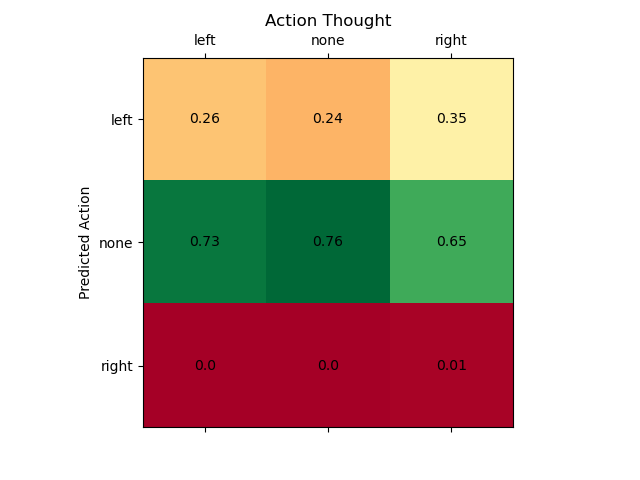 Action Thought
left none right
left 0.26 0.24 0.35
Predicted Action
none 0.73 0.76 0.65
right 0.0 0.0 0.01